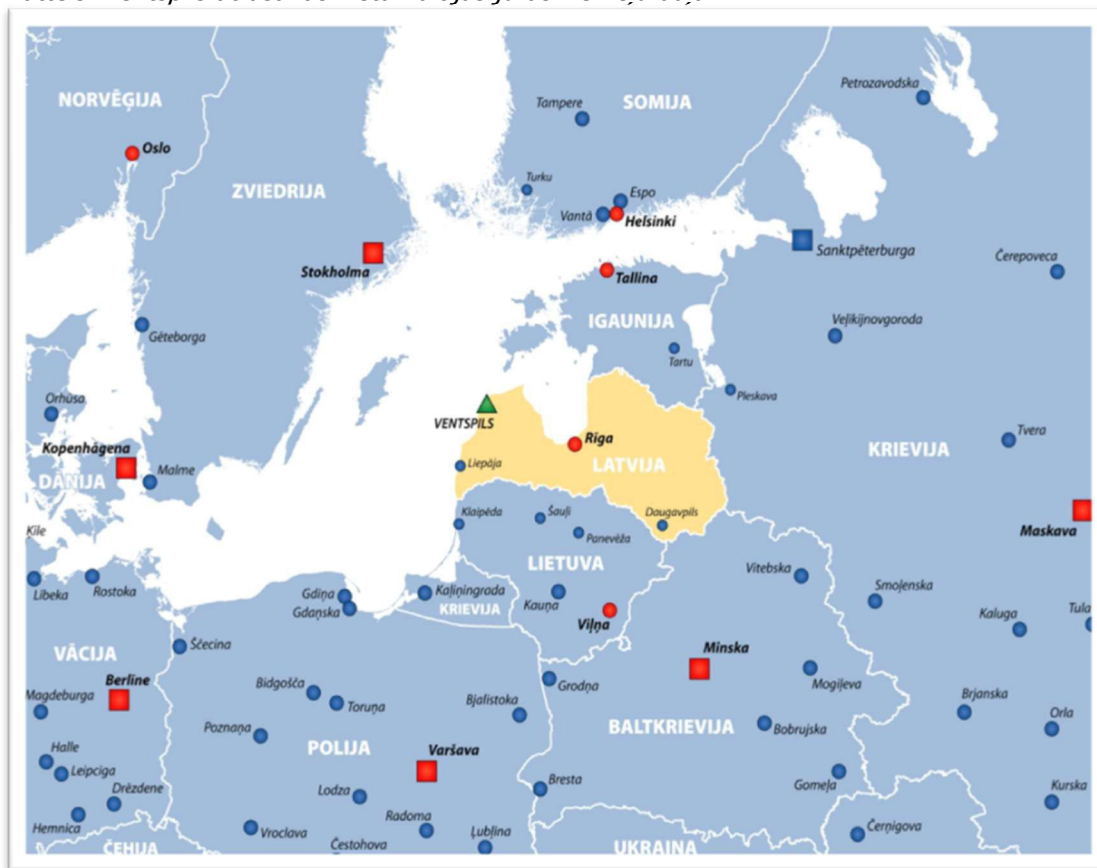 NORVĒĢIJA
Oslo
ZVIEDRIJA
Stokholma
Tampere
SOMIJA
Petrozavodska
Turku
Espo
Vantā
Helsinki
Tallina
Sanktpēterburga
Čerepoveca
Gēteborga
IGAUNIJA
Veļikijnovgoroda
Tartu
Orhūsa
Pleskava
VENTSPILS
Kopenhāgena
Rīga
KRIEVIJA
Tvera
DĀNIJA
Malme
Liepāja
LATVIJA
Klaipēda
Šauļi
Daugavpils
Maskava
Ķīle
Panevēža
LIETUVA
Vitebska
Lībeka
Rostoka
Gdiņa
Gdaņska
Kaļiņingrada
KRIEVIJA
Kauņa
Viļņa
Smoļenska
Kaluga
Tula
Ščecina
VĀCIJA
Berlīne
Minska
Magdeburga
Bidgošča
Toruņa
Bjalistoka
Grodņa
Mogiļeva
Brjanska
Orla
Poznaņa
POLIJA
BALTKRIEVIJA
Bobrujska
Varšava
Halle
Leipciga
Drēzdene
Lodza
Bresta
Gomeļa
Kurska
Hemnica
Vroclava
Radoma
Čestohova
Ļubļina
Čerņigova
ČEHIJA
UKRAINA